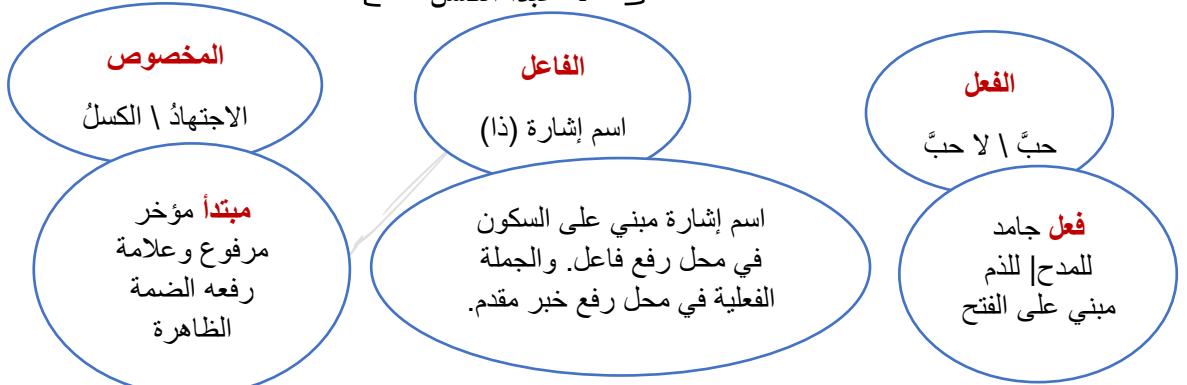 الفعل
حبَّ \ لا حبَّ
فعل جامد
للمدح| للذم
مبني على الفتح
الفاعل
اسم إشارة (ذا)
اسم إشارة مبني على السكون
في محل رفع فاعل. والجملة
الفعلية في محل رفع خبر مقدم.
المخصوص
الاجتهادُ \ الكسلُ
مبتدأ مؤخر
مرفوع وعلامة
رفعه الضمة
الظاهرة